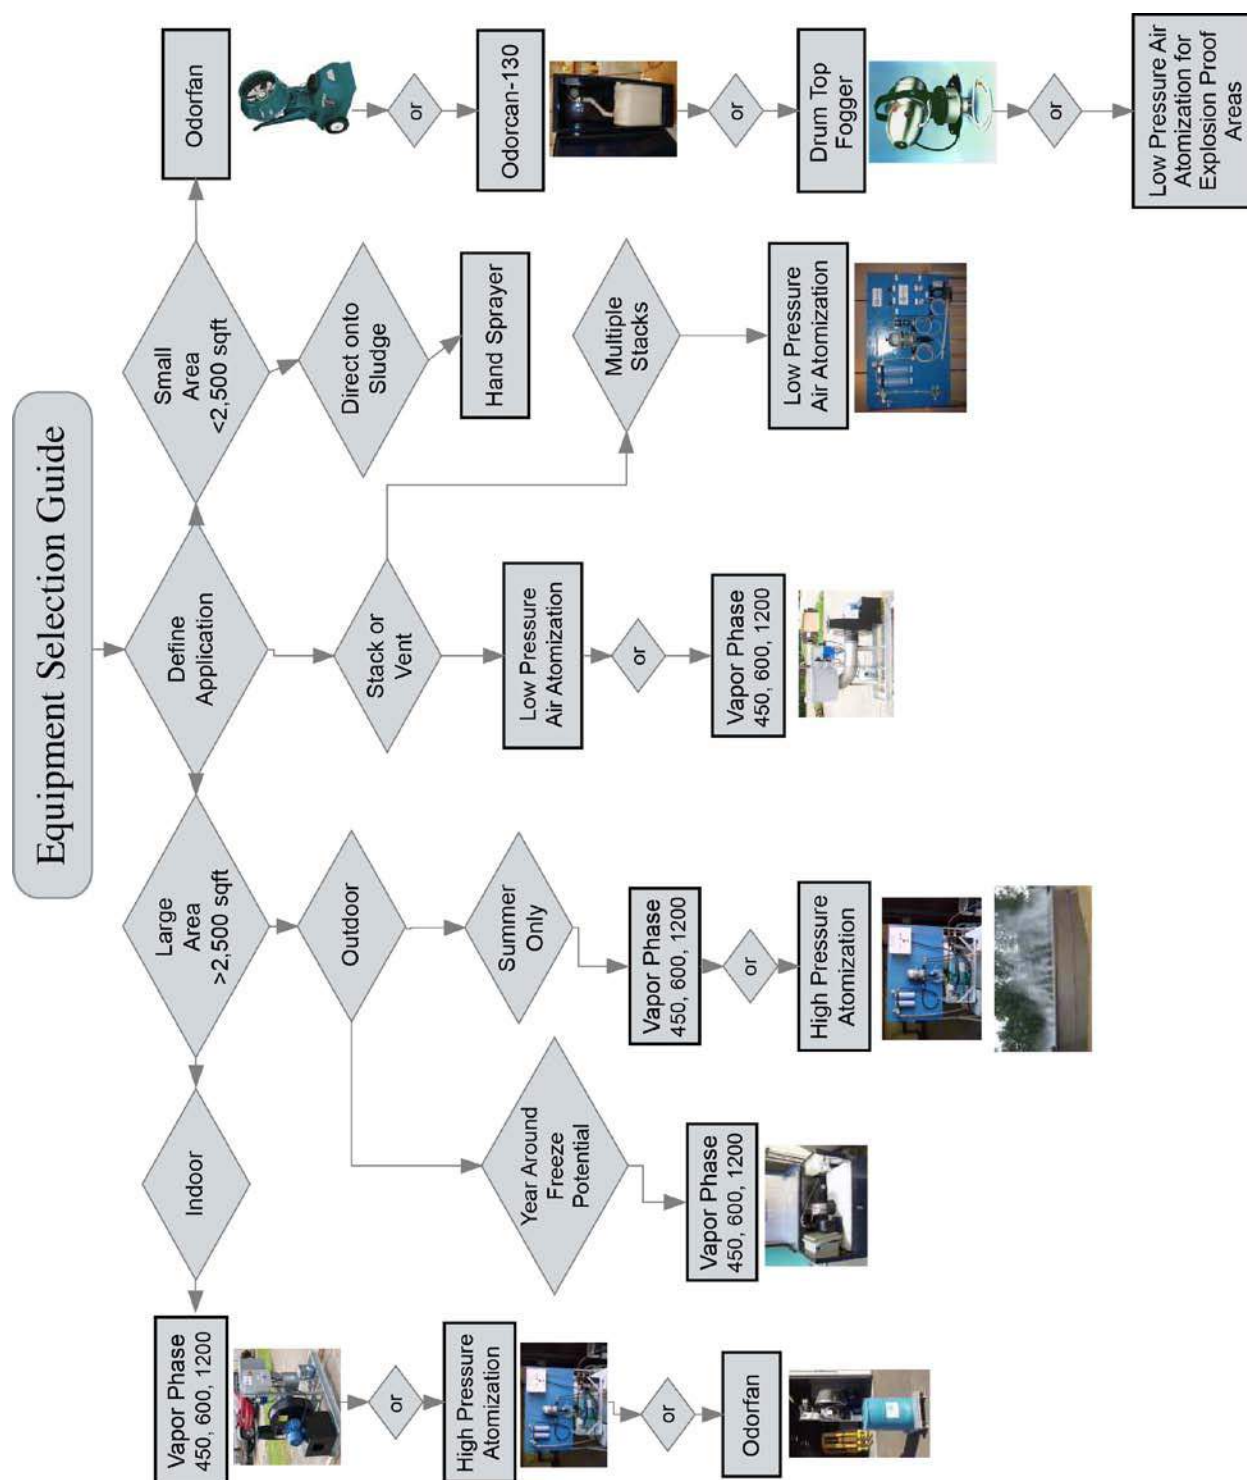 Equipment Selection Guide
Define
Application
Large
Area
>2,500 sqft
Indoor
Vapor Phase
450, 600, 1200
or
High Pressure
Atomization
or
Odorfan
Outdoor
Year Around
Freeze
Potential
Vapor Phase
450, 600, 1200
Summer
Only
Vapor Phase
450, 600, 1200
or
High Pressure
Atomization
Stack or
Vent
Low Pressure
Air Atomization
or
Vapor Phase
450, 600, 1200
Multiple
Stacks
Low Pressure
Air Atomization
Small
Area
<2,500 sqft
Direct onto
Sludge
Hand Sprayer
Odorfan
or
Odorcan-130
or
Drum Top
Fogger
or
Low Pressure Air
Atomization for
Explosion Proof
Areas